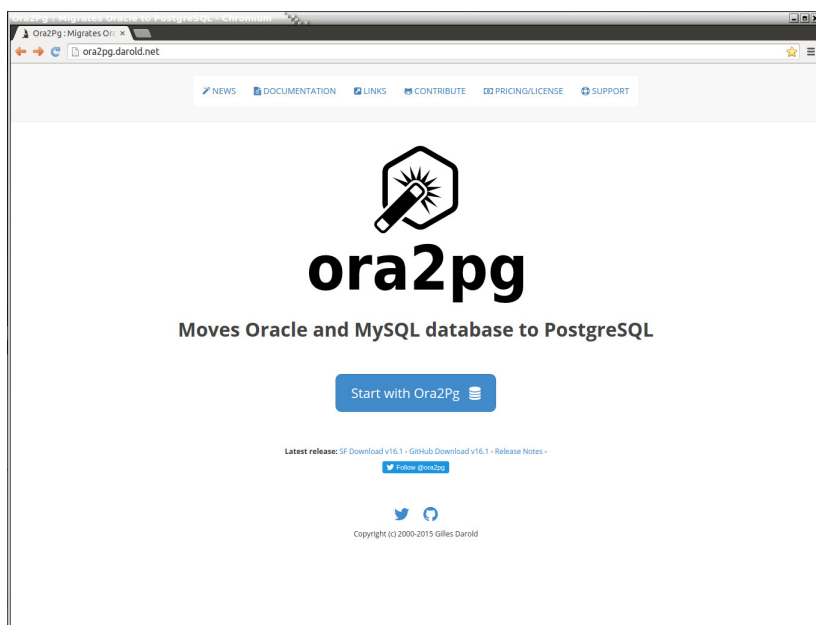 Ora2Pg : Migrates Oracle to PostgreSQL - Chromium
Ora2Pg : Migrates Ora
ora2pg.darold.net
NEWS DOCUMENTATION LINKS CONTRIBUTE PRICING/LICENSE SUPPORT
ora2pg
Moves Oracle and MySQL database to PostgreSQL
Start with Ora2Pg
Latest release: SF Download v16.1 - GitHub Download v16.1 - Release Notes -
Follow @ora2pg
Copyright (c) 2000-2015 Gilles Darold